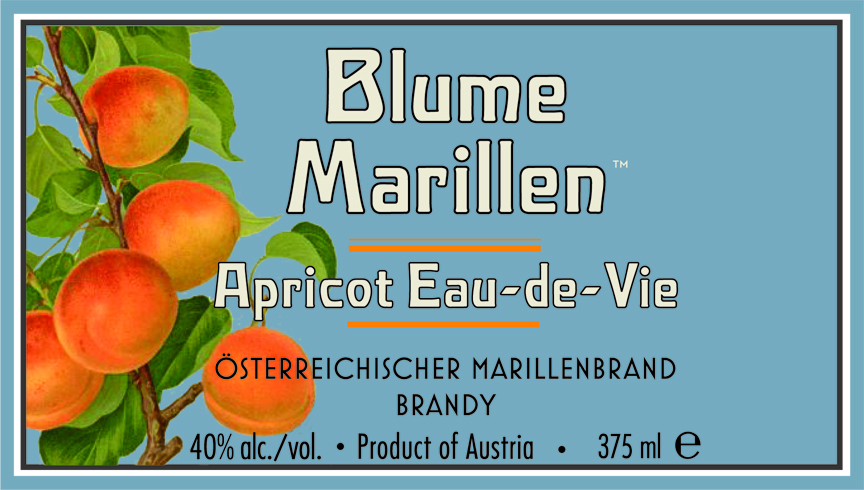 Blume
Marillen™
Apricot Eau-de-Vie
ÖSTERREICHISCHER MARILLENBRAND
BRANDY
40% alc./vol. • Product of Austria • 375 ml ℮